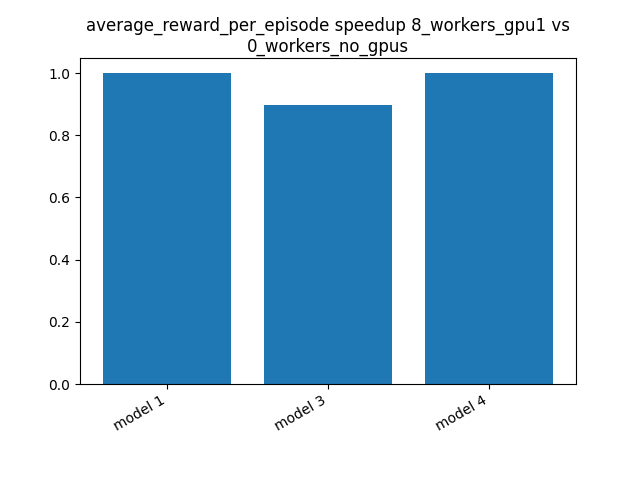 average_reward_per_episode speedup 8_workers_gpu1 vs
0_workers_no_gpus
1.0
0.8
0.6
0.4
0.2
0.0
model 1
model 3
model 4